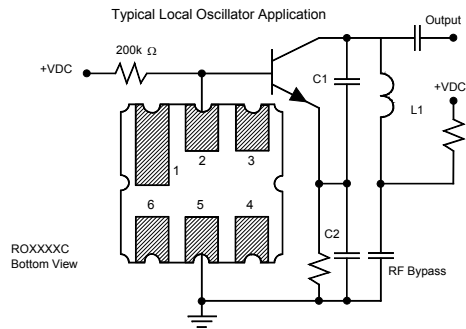 Typical Local Oscillator Application
Output
200k Ω
+VDC
C1
+VDC
L1
2
3
1
6
5
4
C2
ROXXXXC
Bottom View
RF Bypass